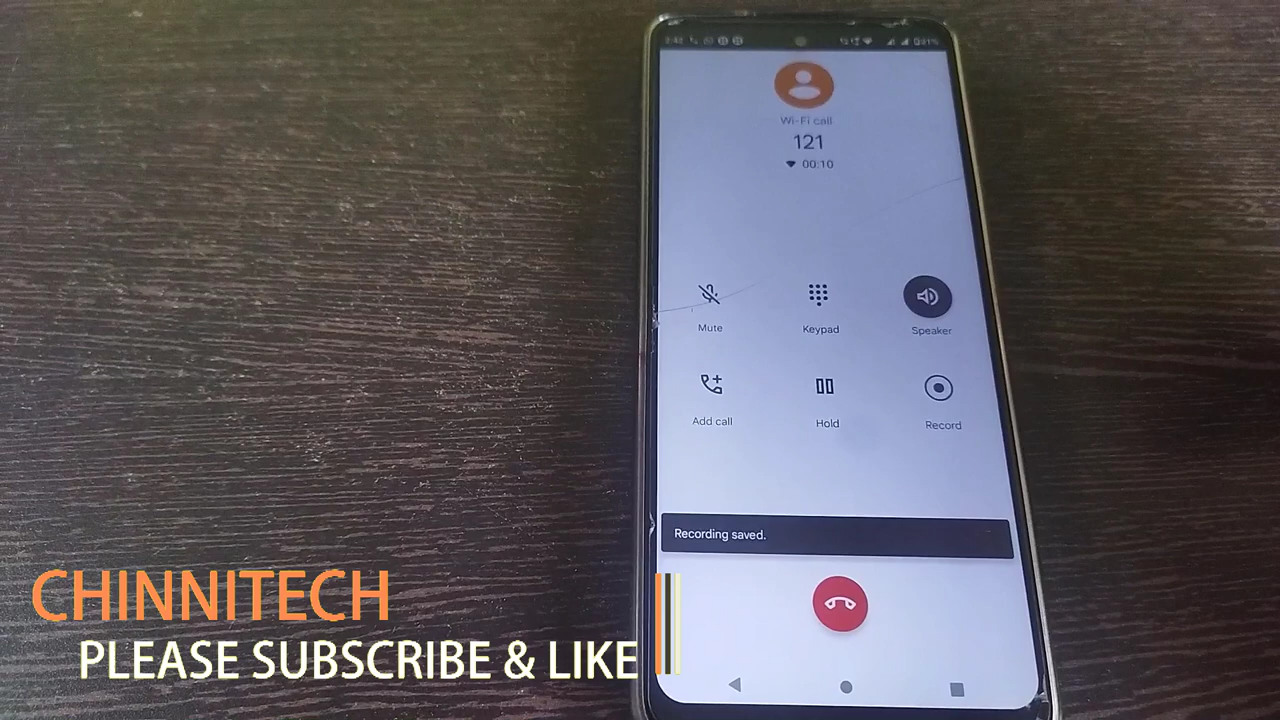 Wi-Fi call
121
00:10
Mute
Keypad
Speaker
Add call
Hold
Record
Recording saved.
CHINNITECH
PLEASE SUBSCRIBE & LIKE